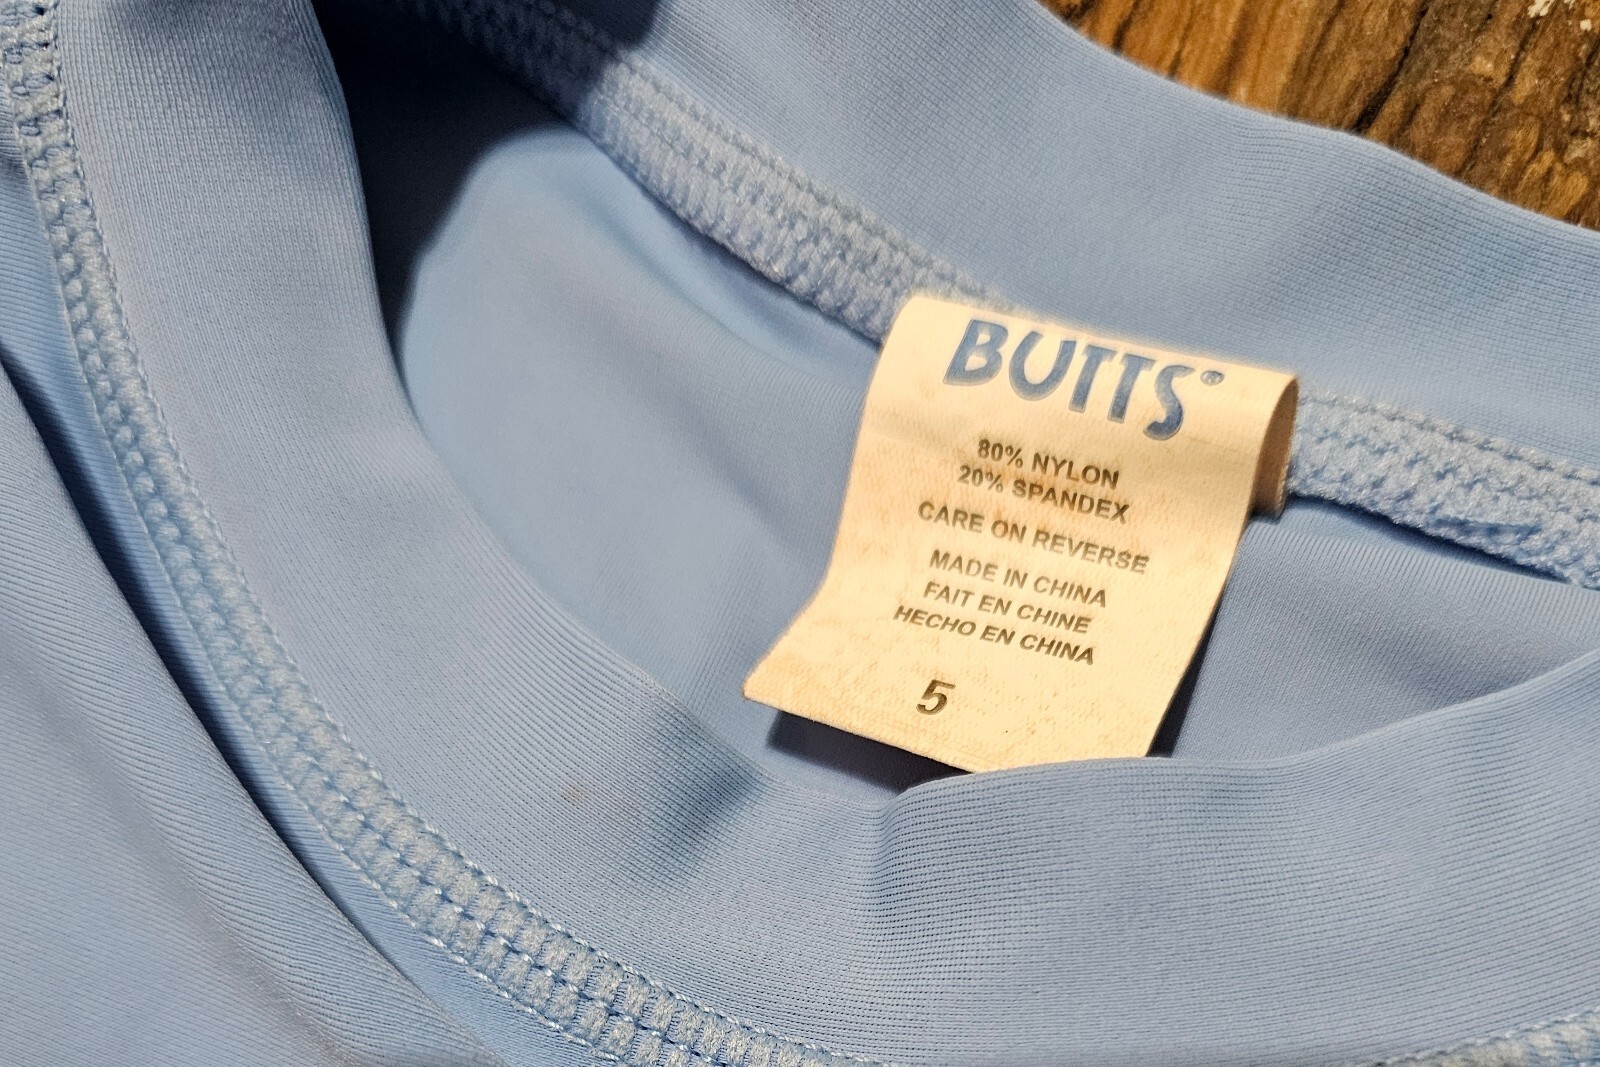 BUTTS®
80% NYLON
20% SPANDEX
CARE ON REVERSE
MADE IN CHINA
FAIT EN CHINE
HECHO EN CHINA
5